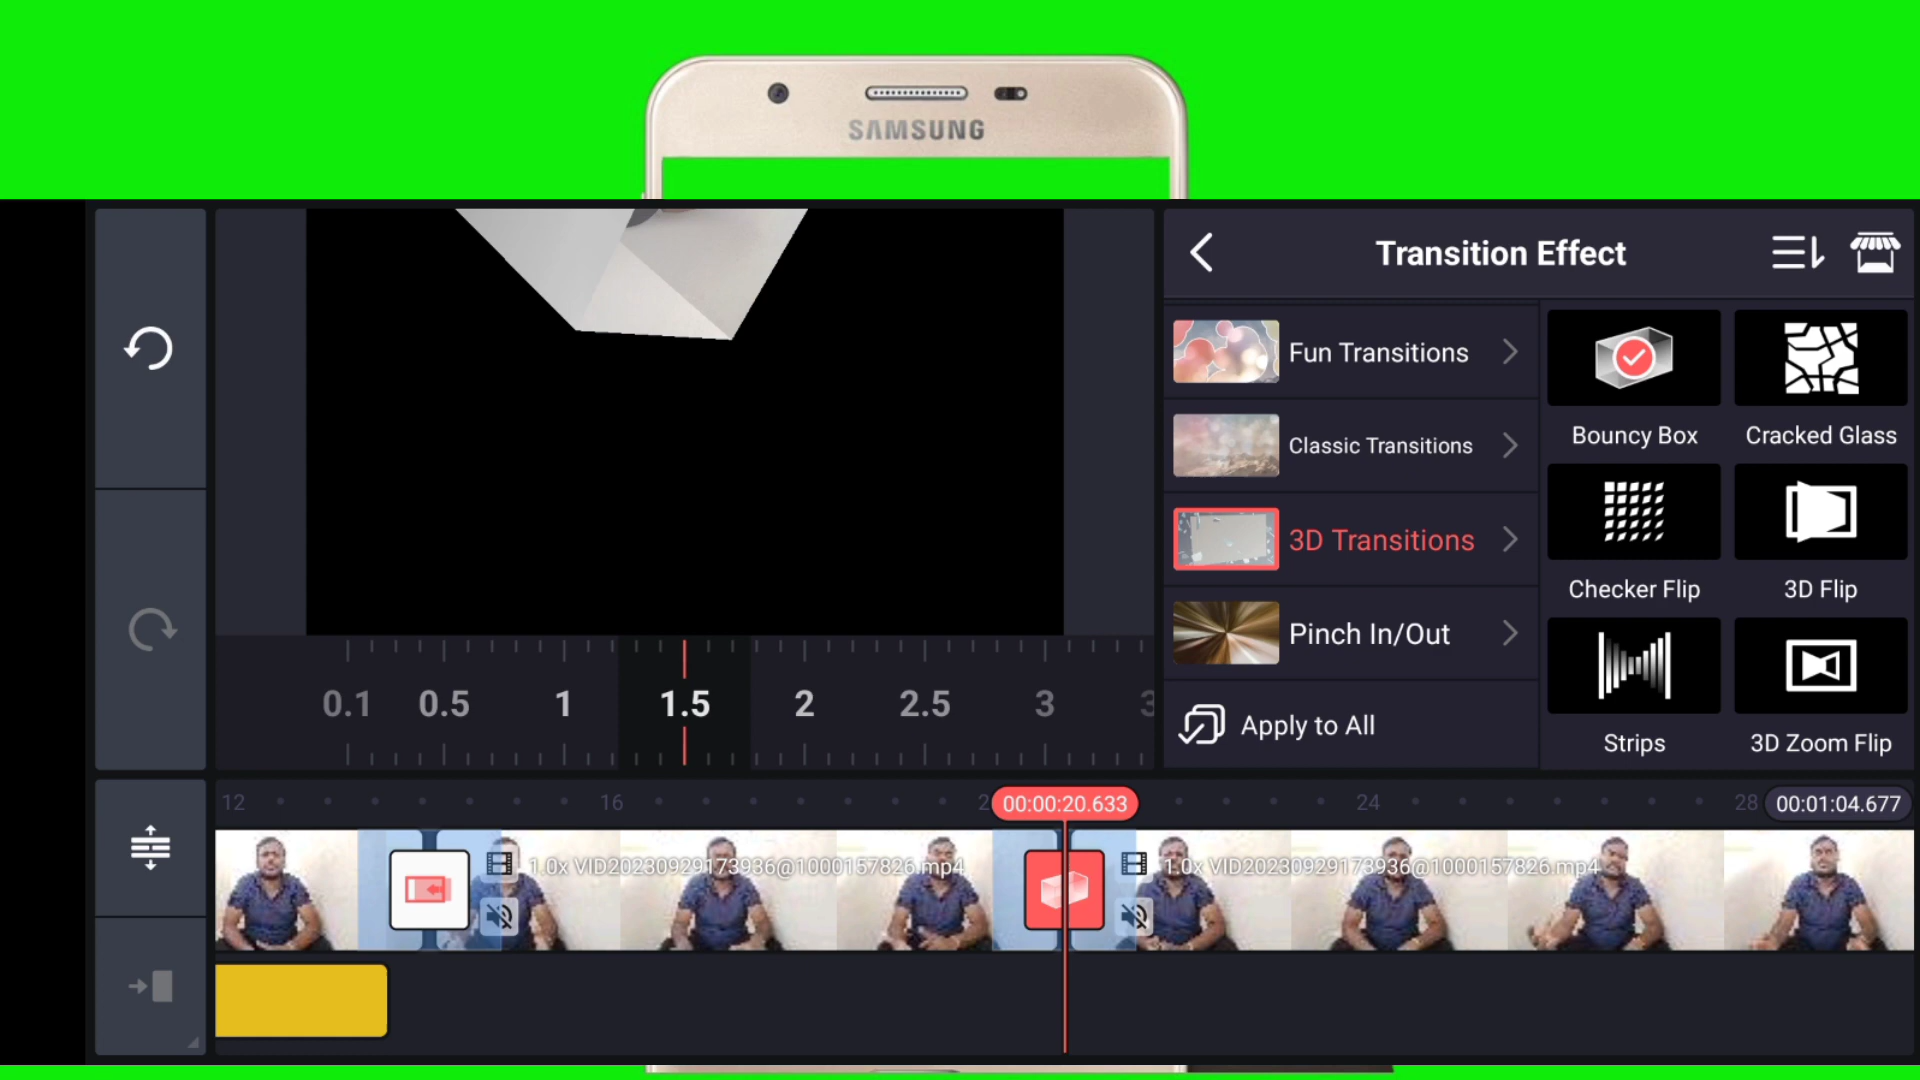 SAMSUNG
Transition Effect
Fun Transitions
Classic Transitions
3D Transitions
Pinch In/Out
Apply to All
Bouncy Box
Cracked Glass
Checker Flip
3D Flip
Strips
3D Zoom Flip
0.1 0.5 1 1.5 2 2.5 3 3
12 16 2 00:00:20.633 24 28 00:01:04.677
1.0x VID20230929173936@1000157826.mp4
1.0x VID20230929173936@1000157826.mp4